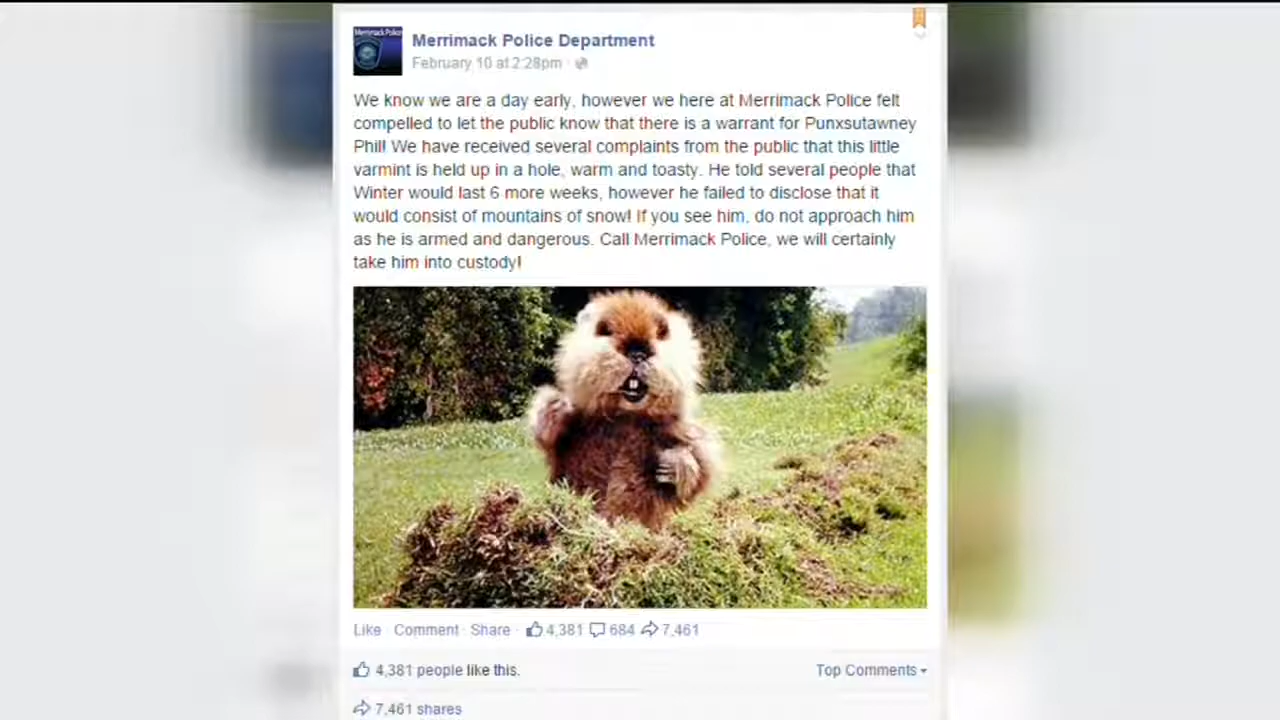 Merrimack Police
Merrimack Police Department
February 10 at 2:28pm ·
We know we are a day early, however we here at Merrimack Police felt
compelled to let the public know that there is a warrant for Punxsutawney
Phil! We have received several complaints from the public that this little
varmint is held up in a hole, warm and toasty. He told several people that
Winter would last 6 more weeks, however he failed to disclose that it
would consist of mountains of snow! If you see him, do not approach him
as he is armed and dangerous. Call Merrimack Police, we will certainly
take him into custody!
Like · Comment · Share · 4,381 684 7,461
4,381 people like this. Top Comments
7,461 shares